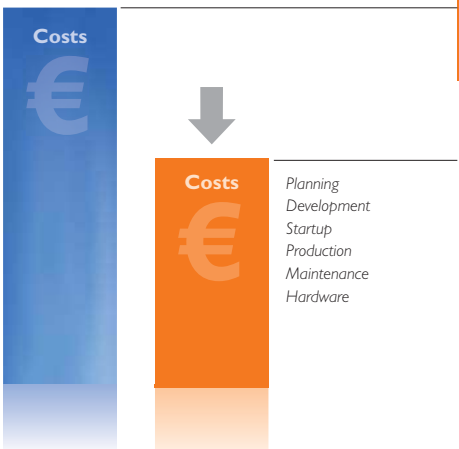 Costs
€
Costs
€
Planning
Development
Startup
Production
Maintenance
Hardware